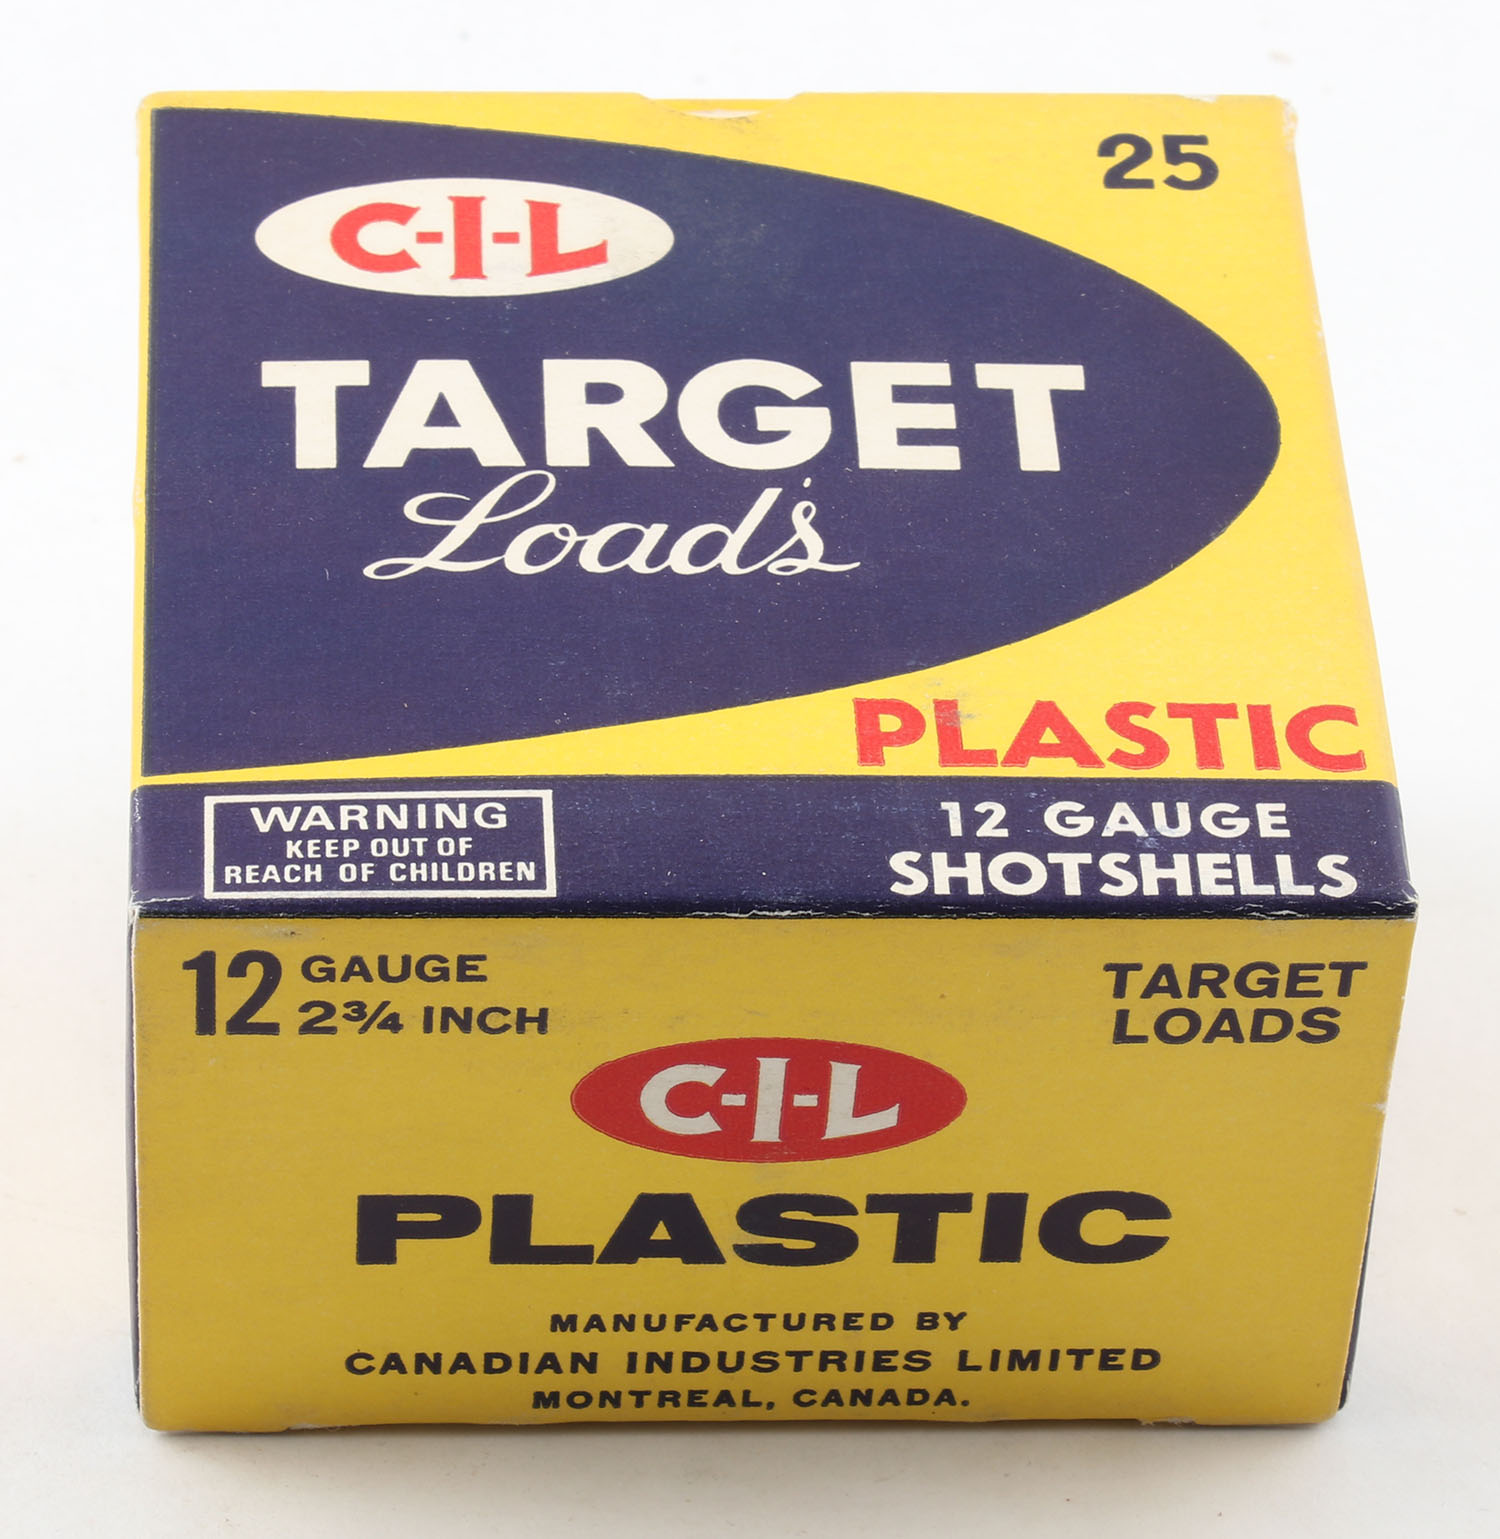 25
C-I-L
TARGET
Loads
PLASTIC
WARNING
KEEP OUT OF
REACH OF CHILDREN
12 GAUGE
SHOTSHELLS
12 GAUGE
2¾ INCH
TARGET
LOADS
C-I-L
PLASTIC
MANUFACTURED BY
CANADIAN INDUSTRIES LIMITED
MONTREAL, CANADA.